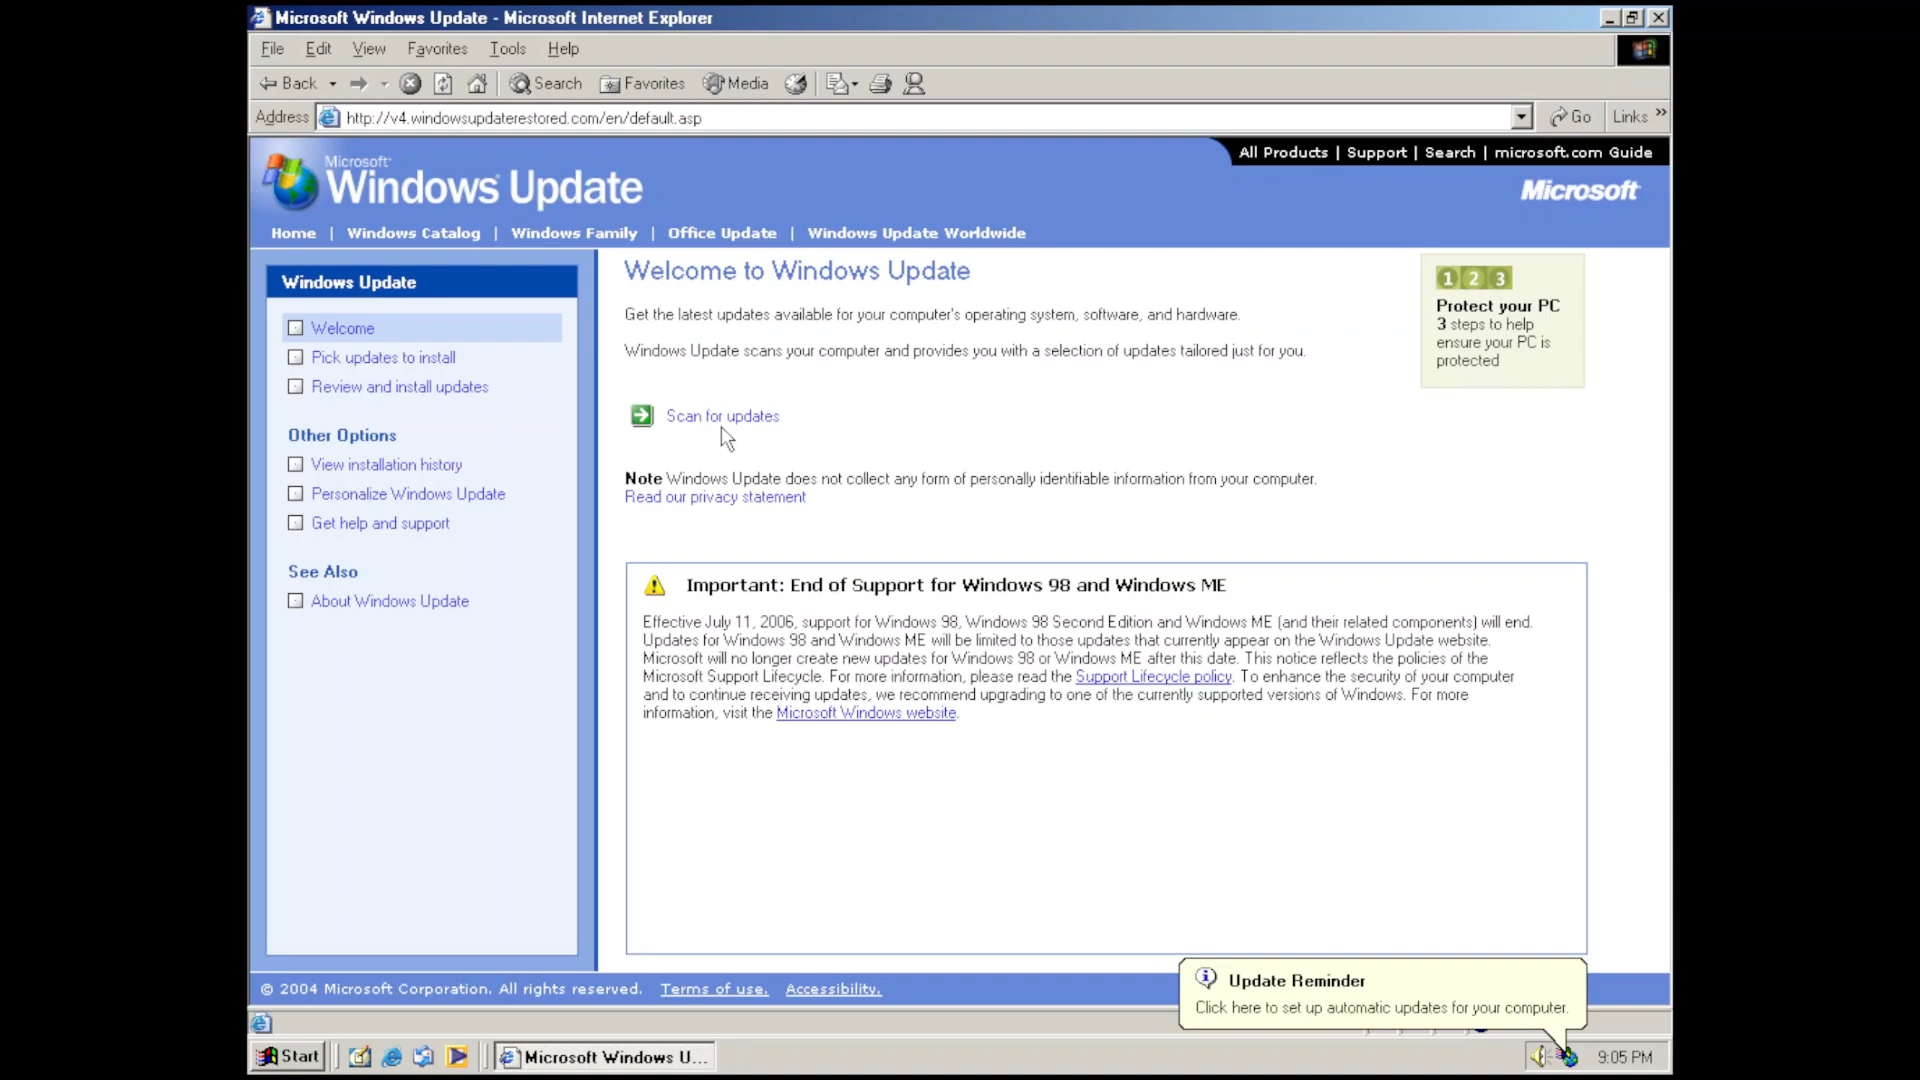 Microsoft Windows Update - Microsoft Internet Explorer
File Edit View Favorites Tools Help
Back Search Favorites Media
Address http://v4.windowsupdaterestored.com/en/default.asp Go Links »
All Products | Support | Search | microsoft.com Guide
Microsoft
Windows Update
Microsoft
Home | Windows Catalog | Windows Family | Office Update | Windows Update Worldwide
Windows Update
Welcome
Pick updates to install
Review and install updates
Other Options
View installation history
Personalize Windows Update
Get help and support
See Also
About Windows Update
Welcome to Windows Update
Get the latest updates available for your computer's operating system, software, and hardware.
Windows Update scans your computer and provides you with a selection of updates tailored just for you.
Scan for updates
Note Windows Update does not collect any form of personally identifiable information from your computer.
Read our privacy statement
1 2 3
Protect your PC
3 steps to help
ensure your PC is
protected
Important: End of Support for Windows 98 and Windows ME
Effective July 11, 2006, support for Windows 98, Windows 98 Second Edition and Windows ME (and their related components) will end.
Updates for Windows 98 and Windows ME will be limited to those updates that currently appear on the Windows Update website.
Microsoft will no longer create new updates for Windows 98 or Windows ME after this date. This notice reflects the policies of the
Microsoft Support Lifecycle. For more information, please read the Support Lifecycle policy. To enhance the security of your computer
and to continue receiving updates, we recommend upgrading to one of the currently supported versions of Windows. For more
information, visit the Microsoft Windows website.
© 2004 Microsoft Corporation. All rights reserved. Terms of use. Accessibility.
Update Reminder
Click here to set up automatic updates for your computer.
Start Microsoft Windows U... 9:05 PM